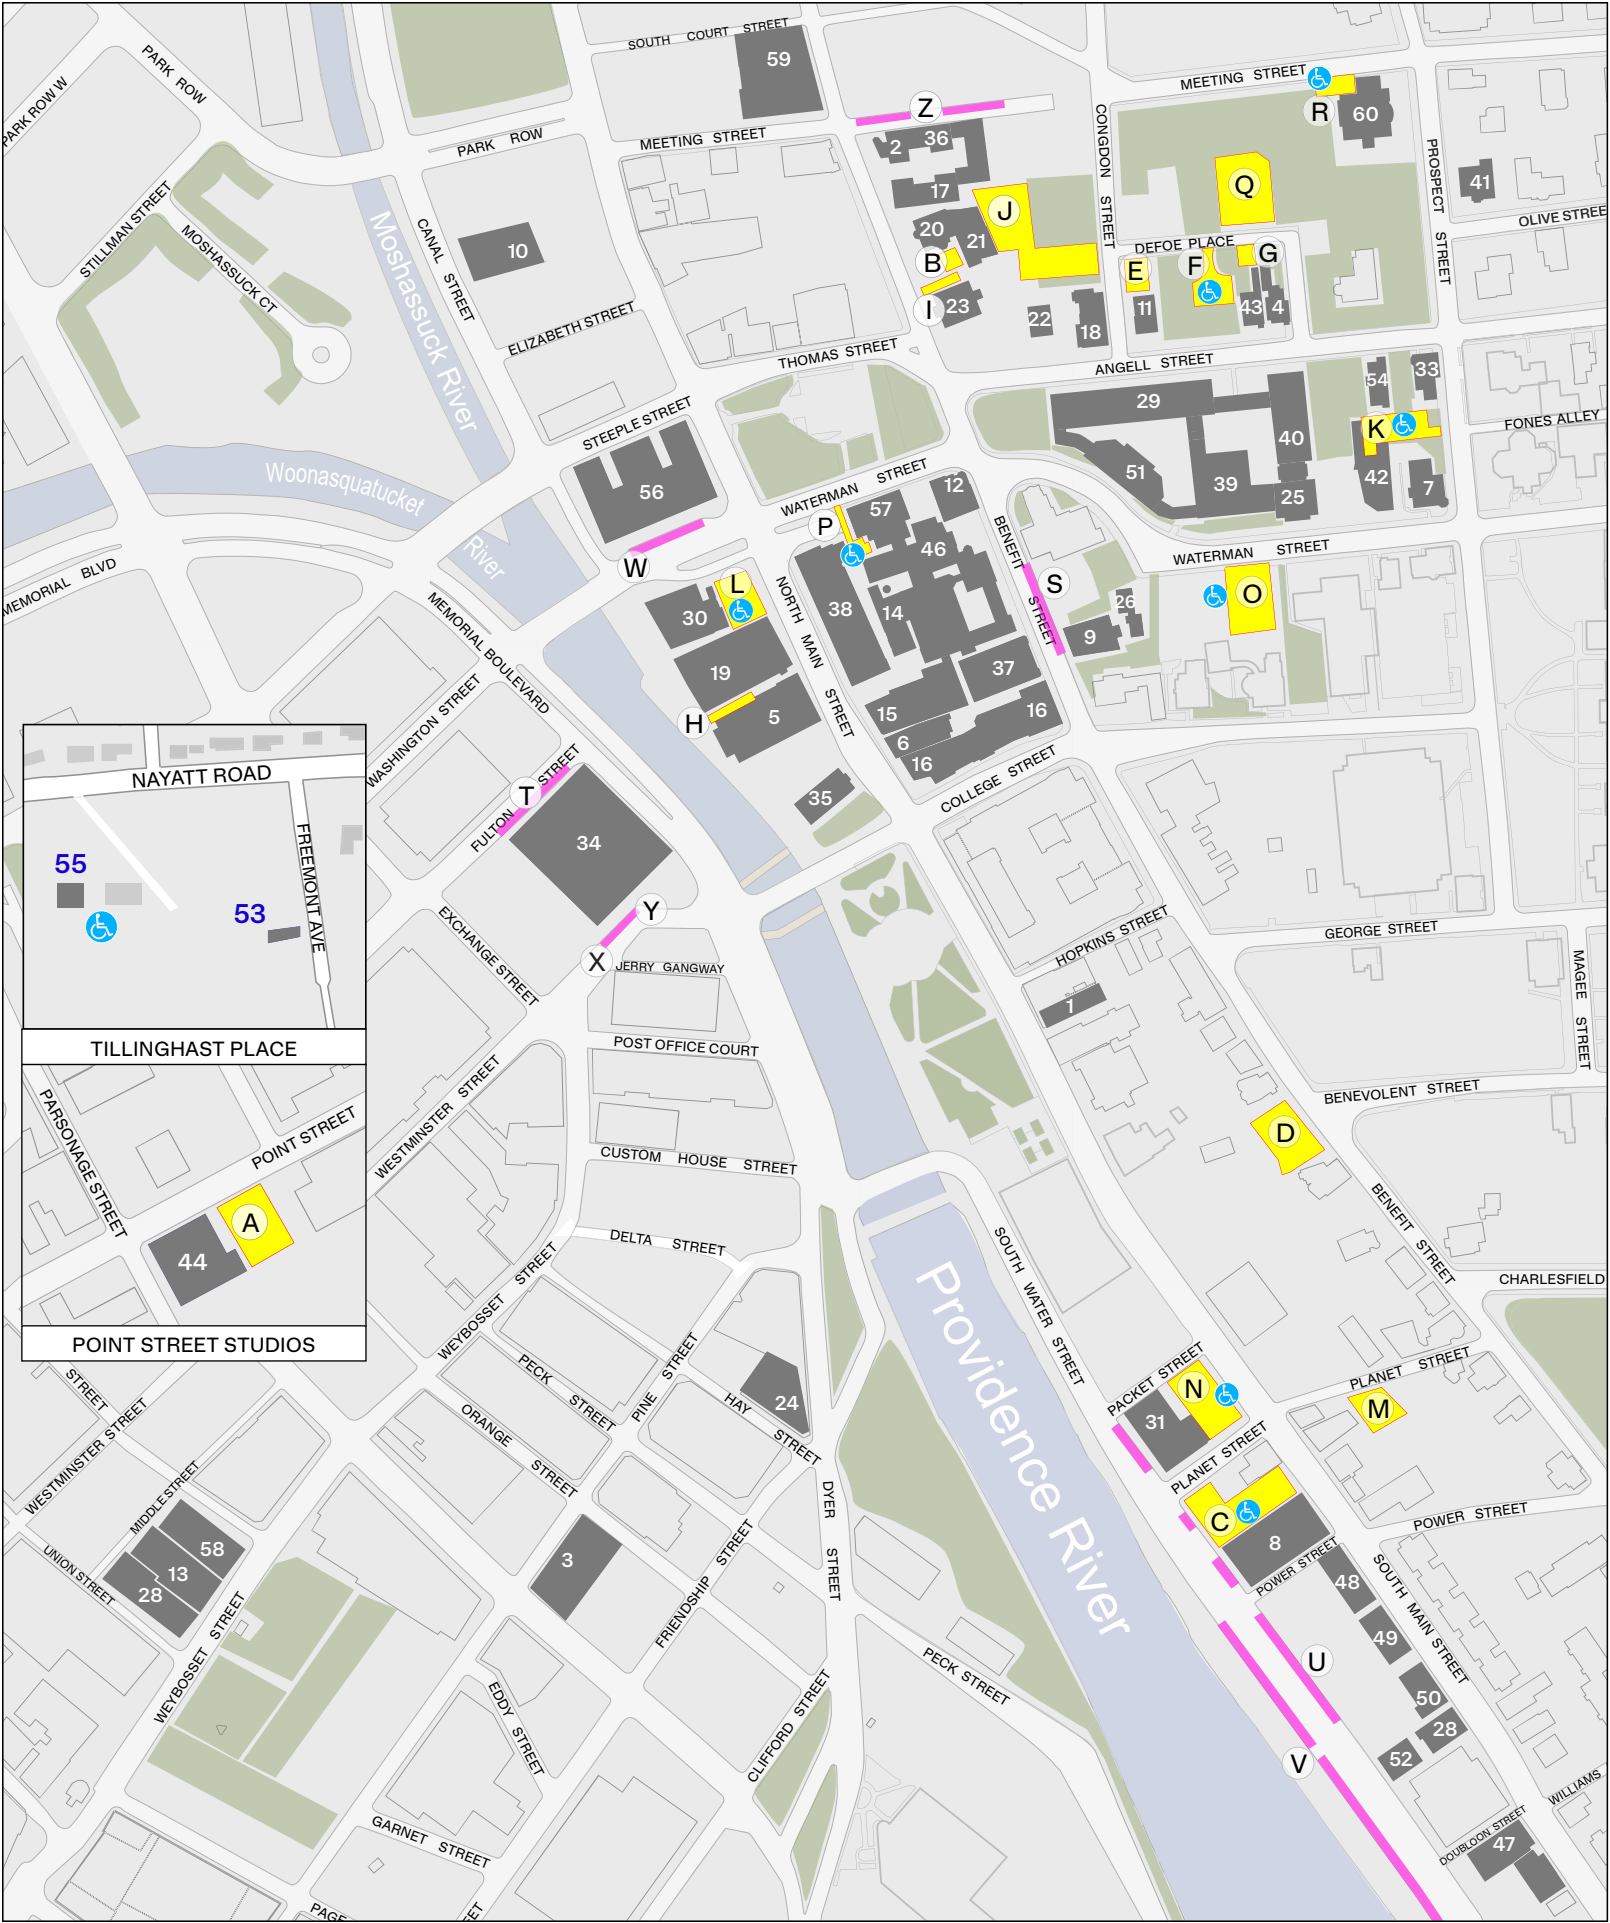 SOUTH COURT STREET
59
PARK ROW
PARK ROW W
MEETING STREET
R
60
Z
CONGDON STREET
PARK ROW
MEETING STREET
2
36
PROSPECT STREET
17
Q
41
STILLMAN STREET
J
OLIVE STREE
MOSHASSUCK CT
Moshassuck River
CANAL STREET
10
20
21
DEFOE PLACE
B
E
F
G
I
23
22
18
11
43
4
ELIZABETH STREET
THOMAS STREET
ANGELL STREET
54
33
29
STEEPLE STREET
FONES ALLEY
K
40
51
39
25
42
7
Woonasquatucket
River
56
WATERMAN STREET
12
57
P
46
BENEFIT STREET
WATERMAN STREET
W
MEMORIAL BLVD
L
S
O
NORTH MAIN STREET
MEMORIAL BOULEVARD
30
38
14
26
9
19
37
WASHINGTON STREET
H
5
15
16
6
16
FULTON STREET
T
COLLEGE STREET
35
34
NAYATT ROAD
FREEMONT AVE
55
53
TILLINGHAST PLACE
Y
X
EXCHANGE STREET
JERRY GANGWAY
HOPKINS STREET
GEORGE STREET
MAGEE STREET
1
POST OFFICE COURT
WESTMINSTER STREET
BENEVOLENT STREET
PARSONAGE STREET
POINT STREET
D
CUSTOM HOUSE STREET
A
44
BENEFIT STREET
DELTA STREET
SOUTH WATER STREET
Providence River
CHARLESFIELD
POINT STREET STUDIOS
WEYBOSSET STREET
PECK STREET
PINE STREET
HAY STREET
24
PACKET STREET
N
31
PLANET STREET
M
STREET
WESTMINSTER STREET
ORANGE STREET
PLANET STREET
MIDDLE STREET
DYER STREET
C
8
POWER STREET
POWER STREET
58
13
28
UNION STREET
3
FRIENDSHIP STREET
48
SOUTH MAIN STREET
49
WEYBOSSET STREET
U
PECK STREET
50
28
EDDY STREET
CLIFFORD STREET
V
52
WILLIAMS
GARNET STREET
DOUBLOON STREET
47
PAGE
EET